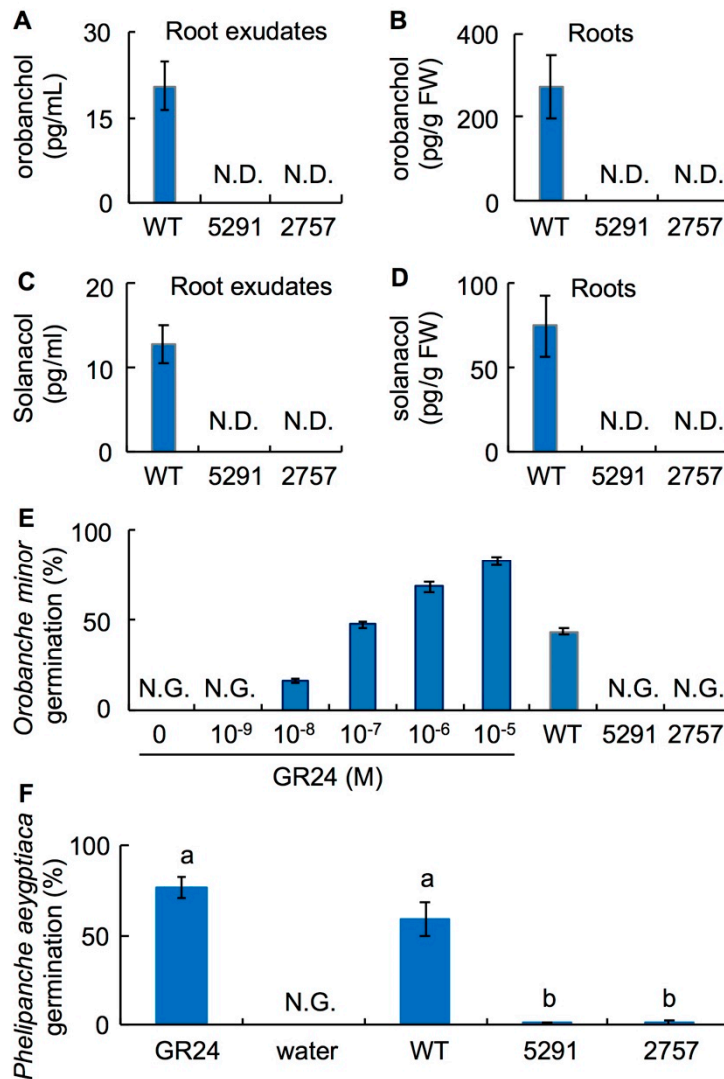 A
Root exudates
orobanchol
(pg/mL)
30
15
0
N.D.
N.D.
WT 5291 2757
B
Roots
orobanchol
(pg/g FW)
400
200
0
N.D.
N.D.
WT 5291 2757
C
Root exudates
Solanacol
(pg/ml)
20
10
0
N.D.
N.D.
WT 5291 2757
D
Roots
solanacol
(pg/g FW)
100
50
0
N.D.
N.D.
WT 5291 2757
E
Orobanche minor
germination (%)
100
50
0
N.G. N.G.
N.G. N.G.
0 10⁻⁹ 10⁻⁸ 10⁻⁷ 10⁻⁶ 10⁻⁵ WT 5291 2757
GR24 (M)
F
Phelipanche aeygptiaca
germination (%)
100
50
0
a
N.G.
a
b
b
GR24 water WT 5291 2757